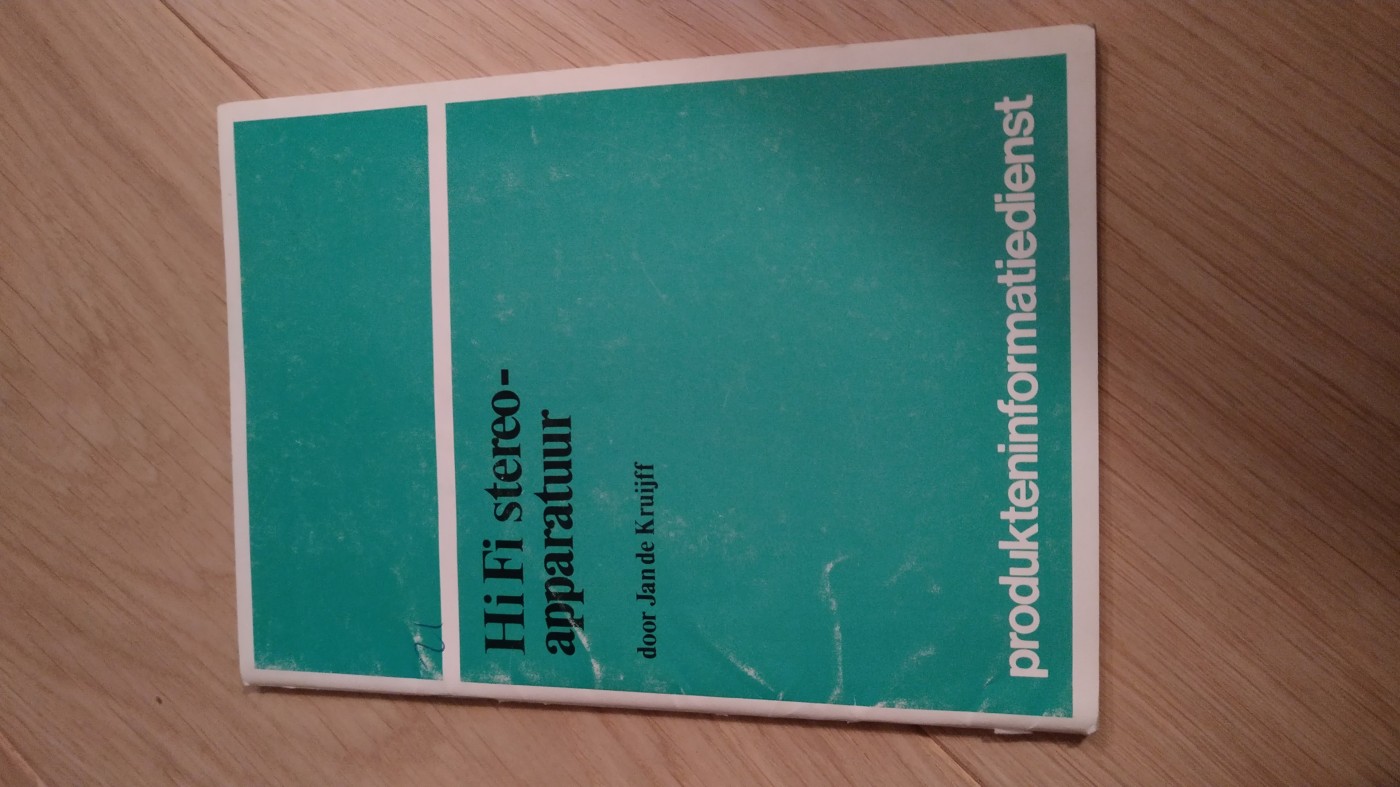 Hi Fi stereo-
apparatuur
door Jan de Kruijff
produkteninformatiedienst